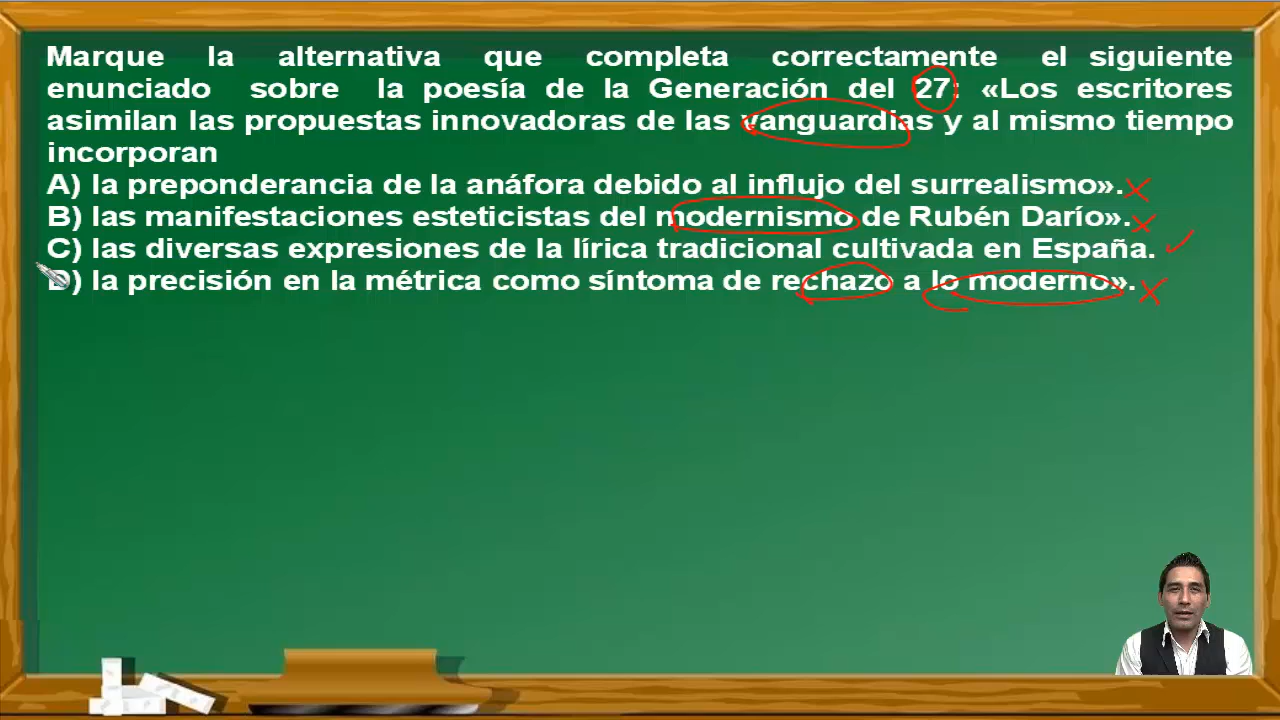 Marque la alternativa que completa correctamente el siguiente
enunciado sobre la poesía de la Generación del 27: «Los escritores
asimilan las propuestas innovadoras de las vanguardias y al mismo tiempo
incorporan
A) la preponderancia de la anáfora debido al influjo del surrealismo».
B) las manifestaciones esteticistas del modernismo de Rubén Darío».
C) las diversas expresiones de la lírica tradicional cultivada en España.
D) la precisión en la métrica como síntoma de rechazo a lo moderno».